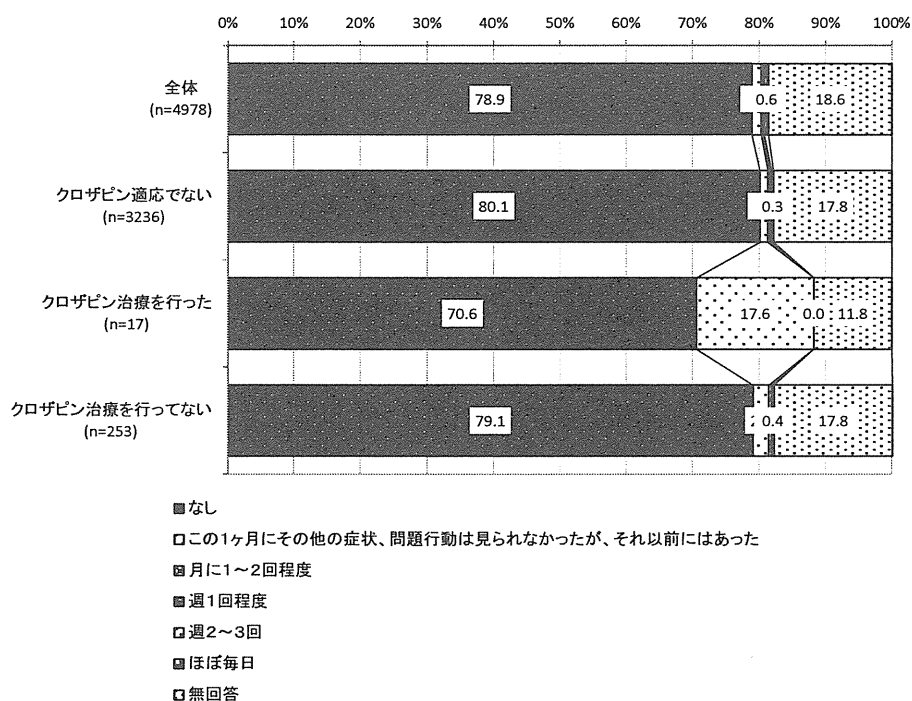 0% 10% 20% 30% 40% 50% 60% 70% 80% 90% 100%
全体
(n=4978)
78.9 0.6 18.6
クロザピン適応でない
(n=3236)
80.1 0.3 17.8
クロザピン治療を行った
(n=17)
70.6 17.6 0.0 11.8
クロザピン治療を行ってない
(n=253)
79.1 0.4 17.8
なし
この1ヶ月にその他の症状、問題行動は見られなかったが、それ以前にはあった
月に1～2回程度
週1回程度
週2～3回
ほぼ毎日
無回答